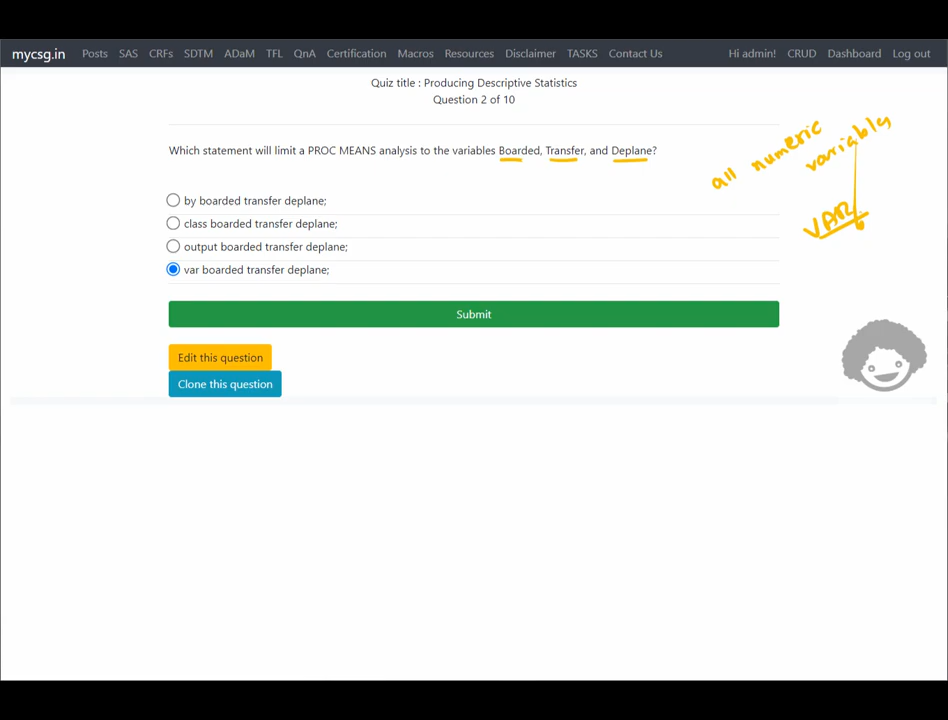 mycsg.in Posts SAS CRFs SDTM ADaM TFL QnA Certification Macros Resources Disclaimer TASKS Contact Us Hi admin! CRUD Dashboard Log out
Quiz title : Producing Descriptive Statistics
Question 2 of 10
Which statement will limit a PROC MEANS analysis to the variables Boarded, Transfer, and Deplane?
all numeric
variably
VAR
by boarded transfer deplane;
class boarded transfer deplane;
output boarded transfer deplane;
var boarded transfer deplane;
Submit
Edit this question
Clone this question